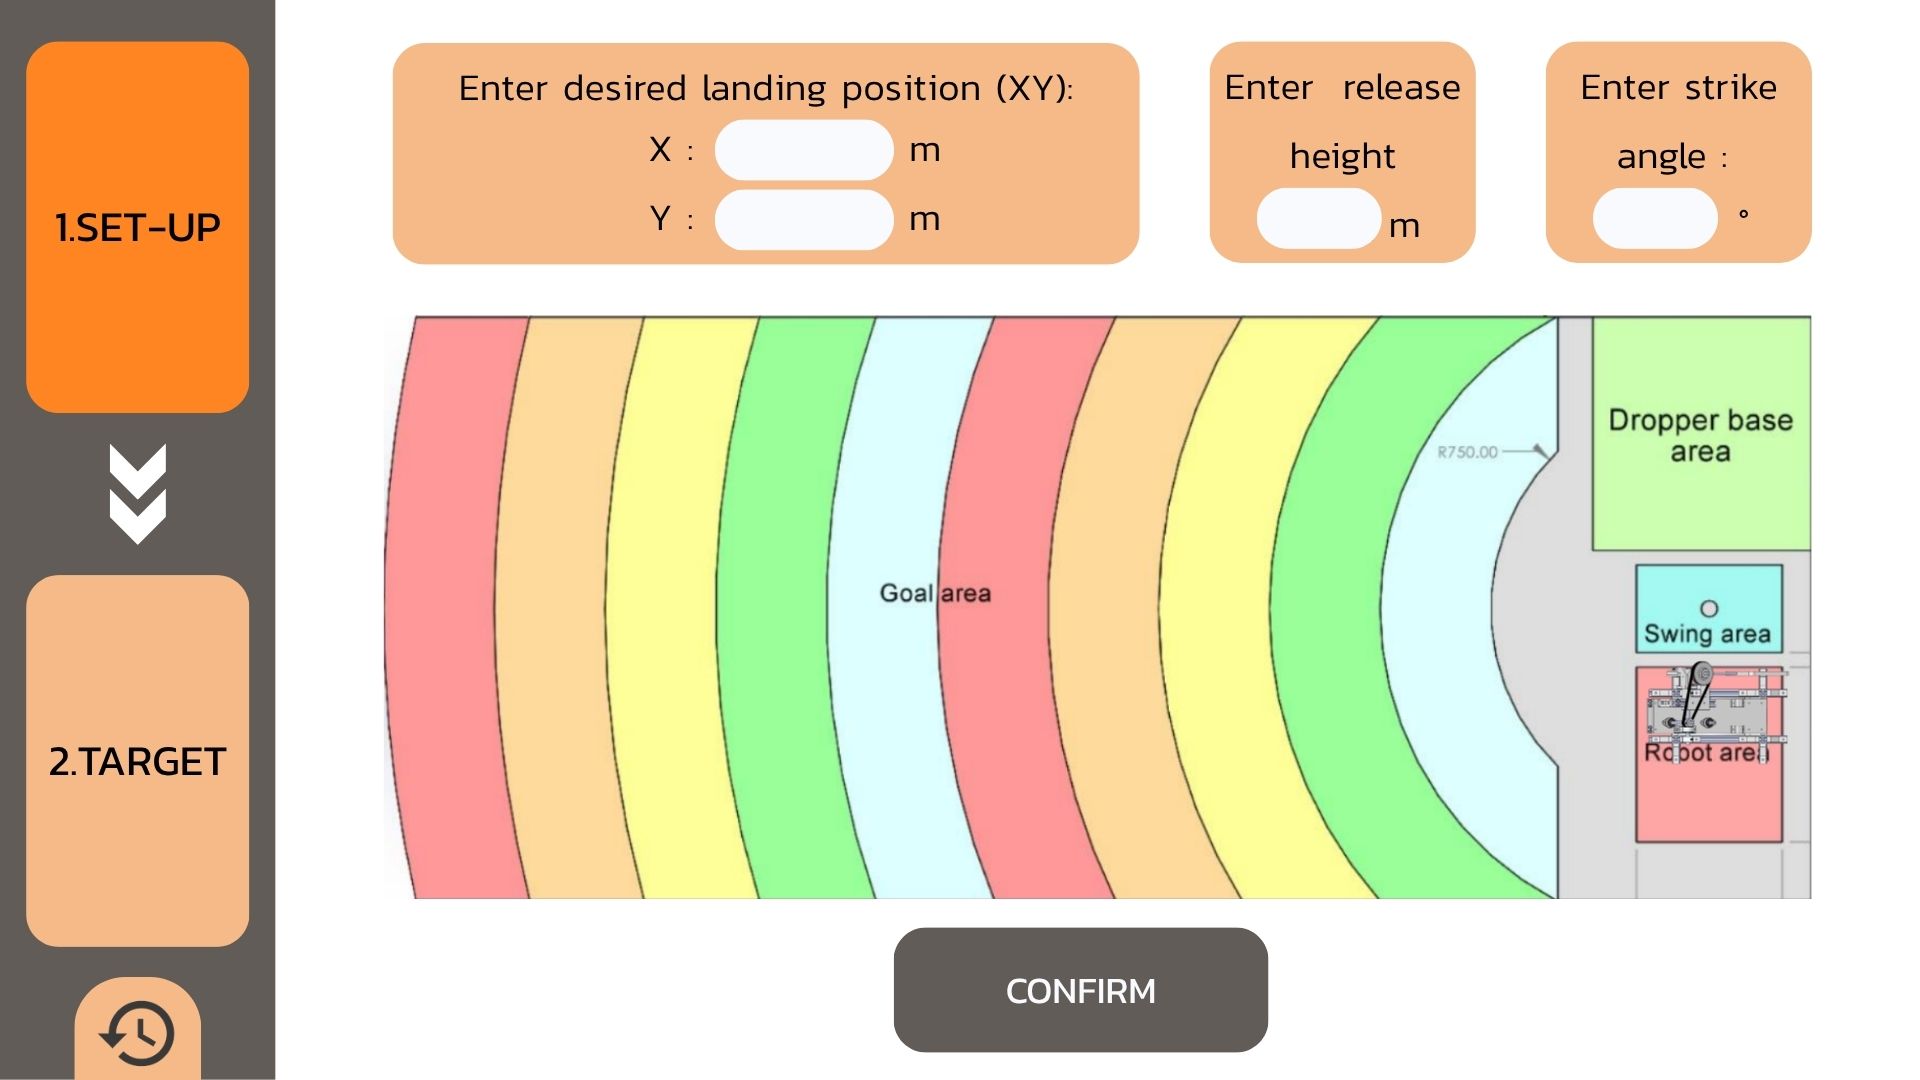 1.SET-UP
2.TARGET
Enter desired landing position (XY):
X : m
Y : m
Enter release
height
m
Enter strike
angle :
°
R750.00
Goal area
Dropper base
area
Swing area
Robot area
CONFIRM